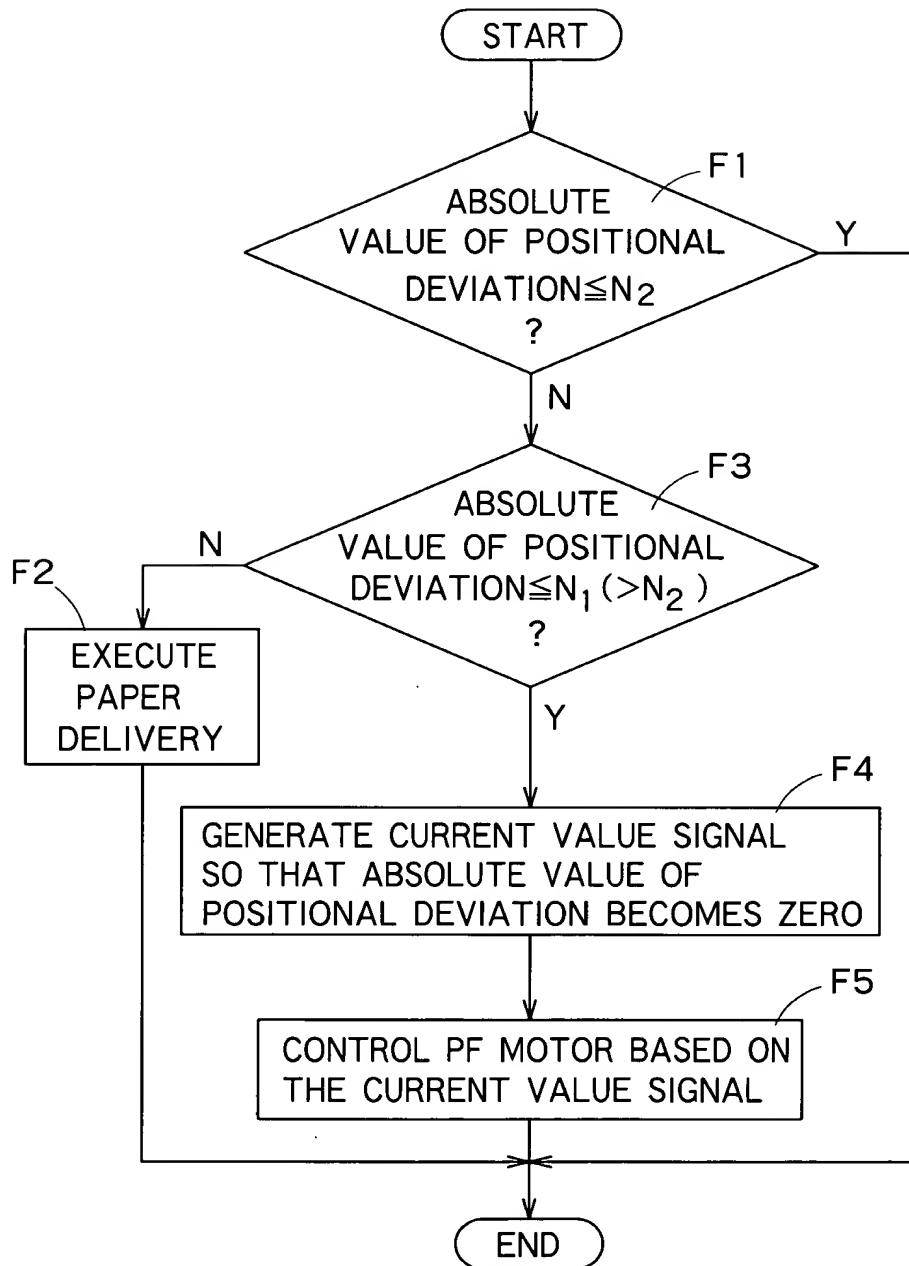 START
F1
ABSOLUTE
VALUE OF POSITIONAL
DEVIATION≦N2
?
Y
N
F3
ABSOLUTE
VALUE OF POSITIONAL
DEVIATION≦N1 (>N2)
?
N
F2
EXECUTE
PAPER
DELIVERY
Y
F4
GENERATE CURRENT VALUE SIGNAL
SO THAT ABSOLUTE VALUE OF
POSITIONAL DEVIATION BECOMES ZERO
F5
CONTROL PF MOTOR BASED ON
THE CURRENT VALUE SIGNAL
END